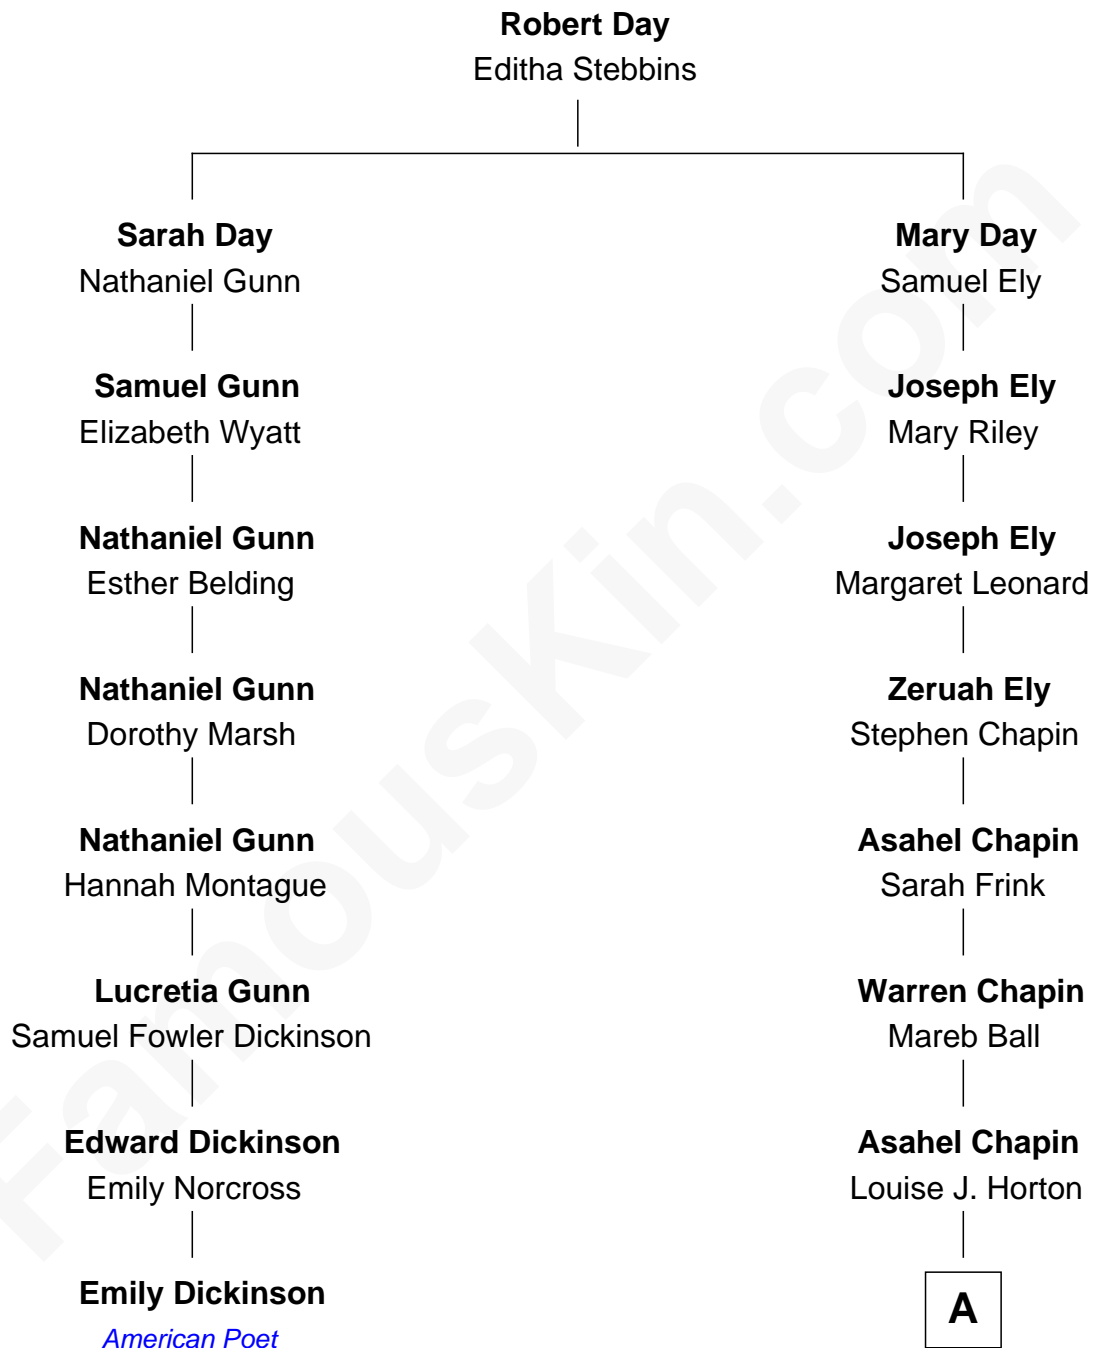 Robert Day
Editha Stebbins
Sarah Day
Nathaniel Gunn
Samuel Gunn
Elizabeth Wyatt
Nathaniel Gunn
Esther Belding
Nathaniel Gunn
Dorothy Marsh
Nathaniel Gunn
Hannah Montague
Lucretia Gunn
Samuel Fowler Dickinson
Edward Dickinson
Emily Norcross
Emily Dickinson
American Poet
Mary Day
Samuel Ely
Joseph Ely
Mary Riley
Joseph Ely
Margaret Leonard
Zeruah Ely
Stephen Chapin
Asahel Chapin
Sarah Frink
Warren Chapin
Mareb Ball
Asahel Chapin
Louise J. Horton
A
FamousKin.com